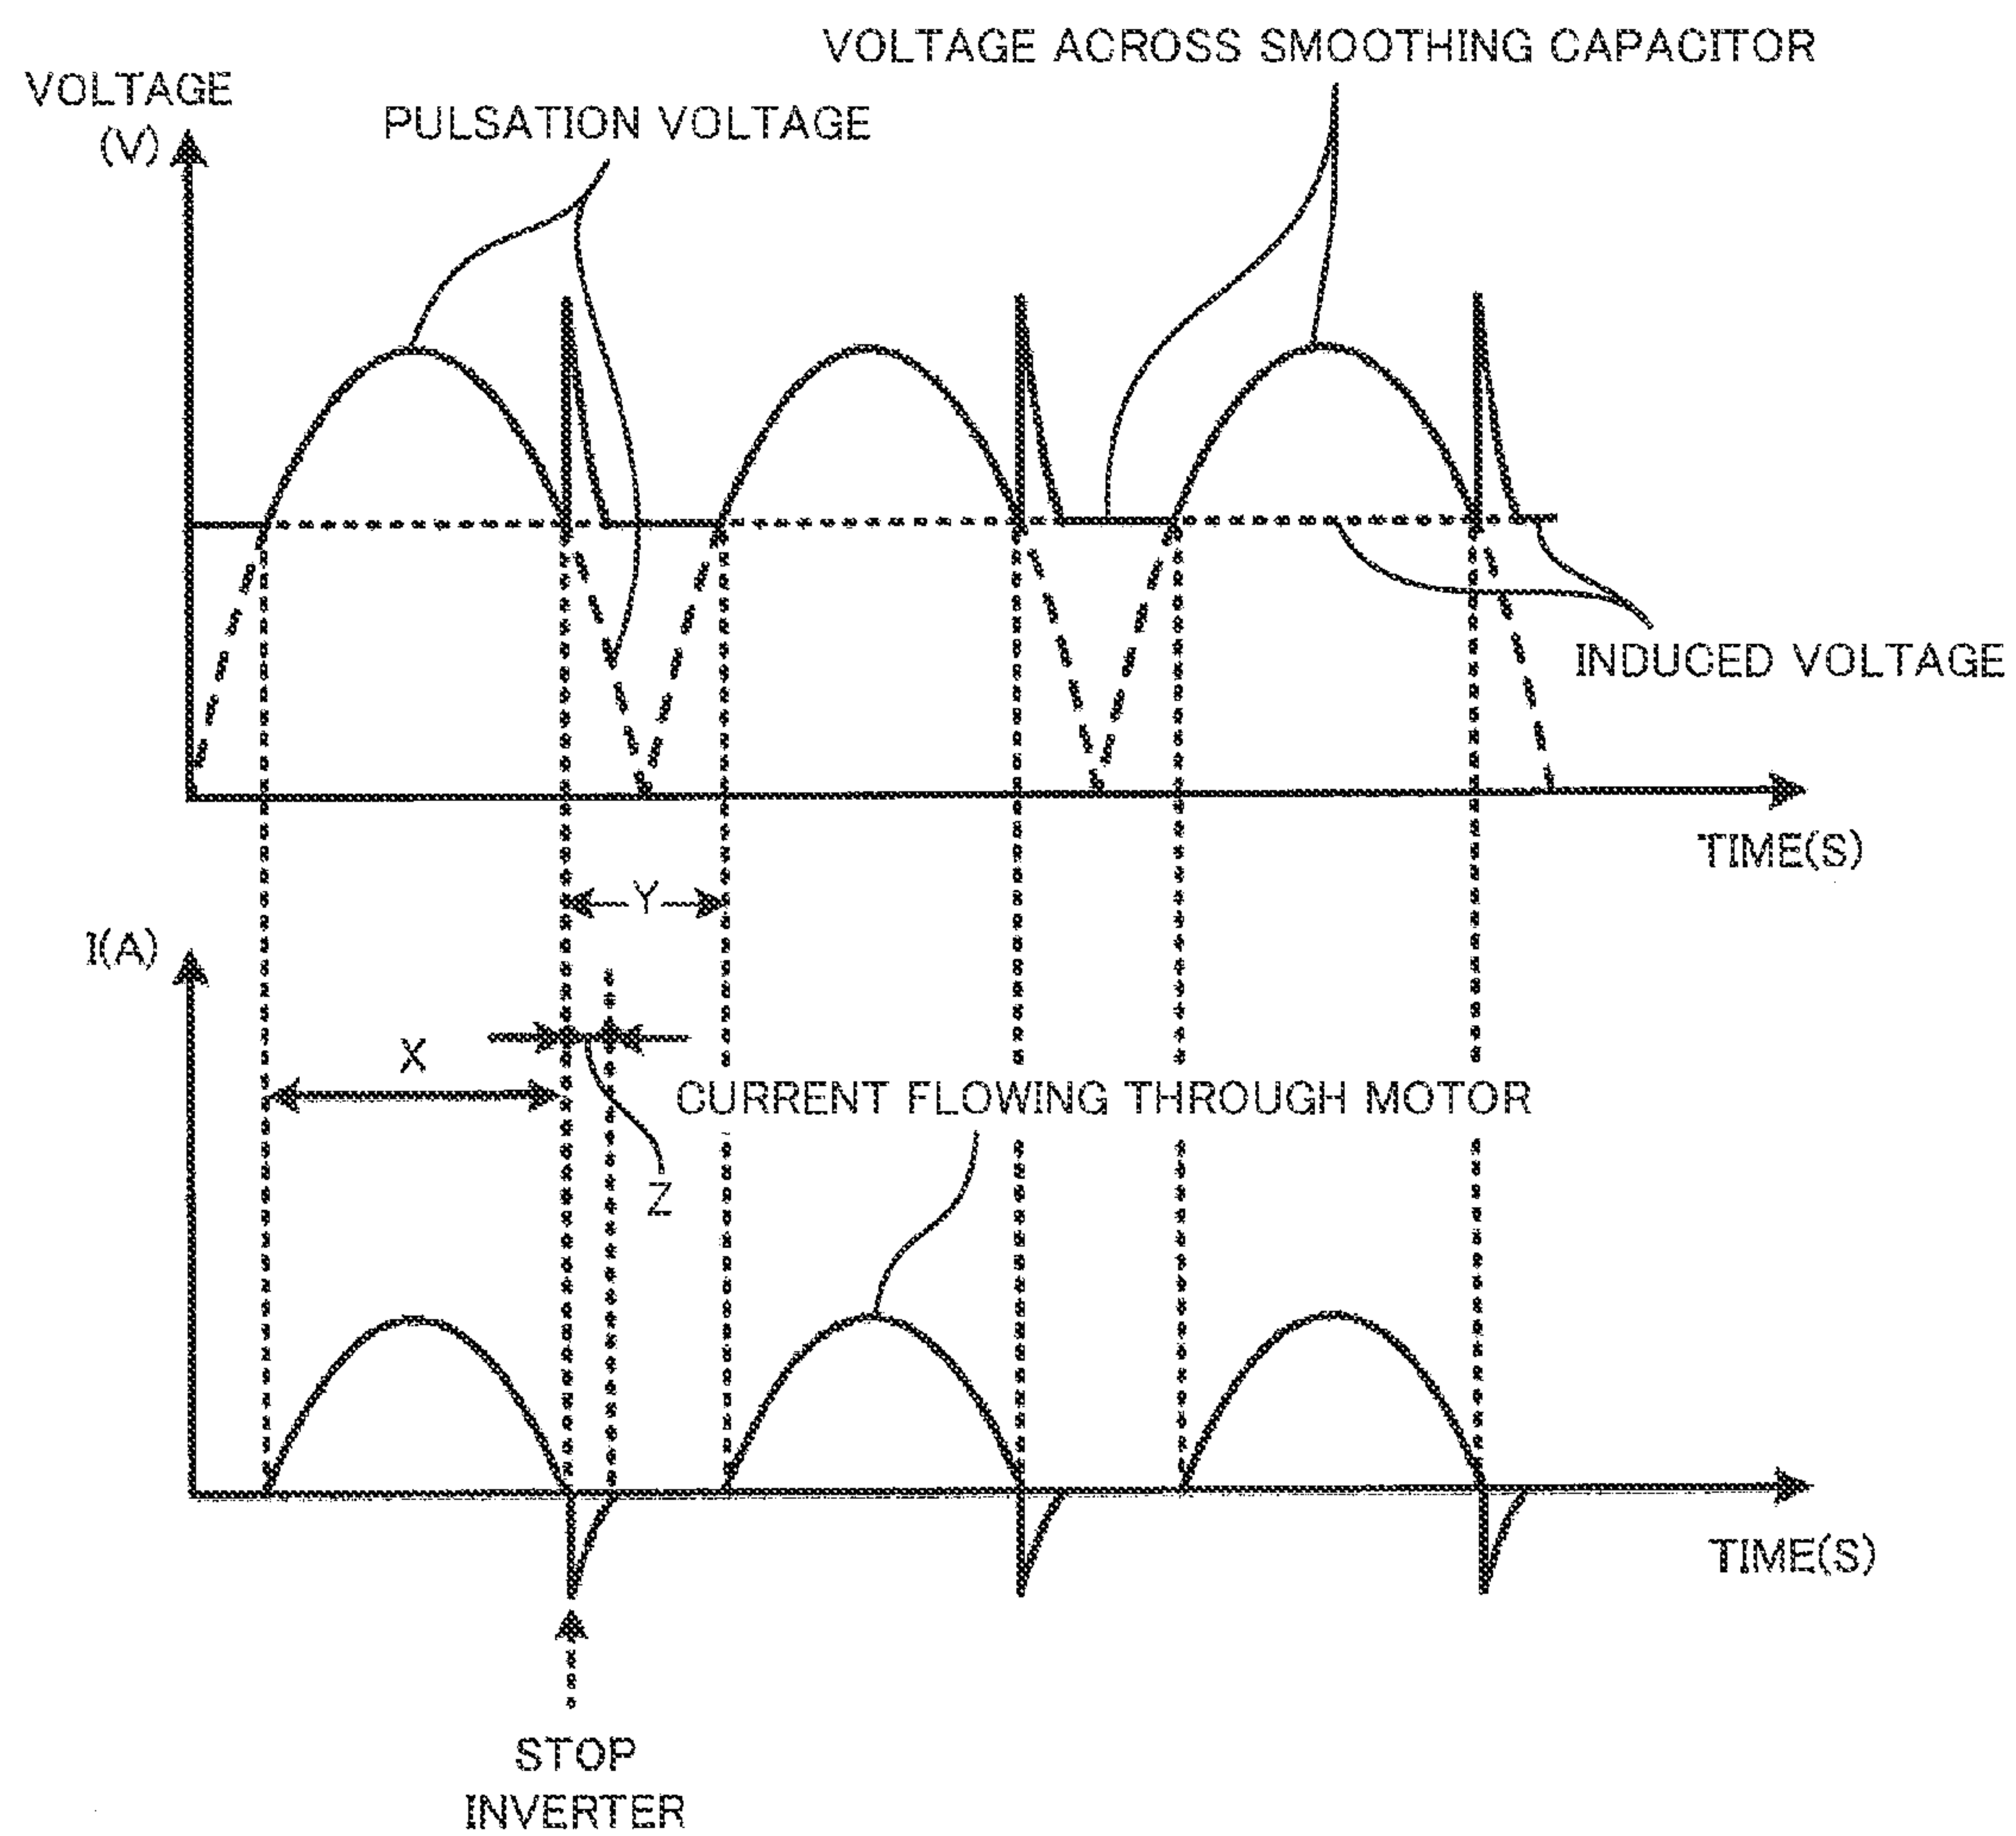 VOLTAGE ACROSS SMOOTHING CAPACITOR
VOLTAGE
(V)
PULSATION VOLTAGE
INDUCED VOLTAGE
TIME(S)
Y
I(A)
X
CURRENT FLOWING THROUGH MOTOR
Z
TIME(S)
STOP
INVERTER